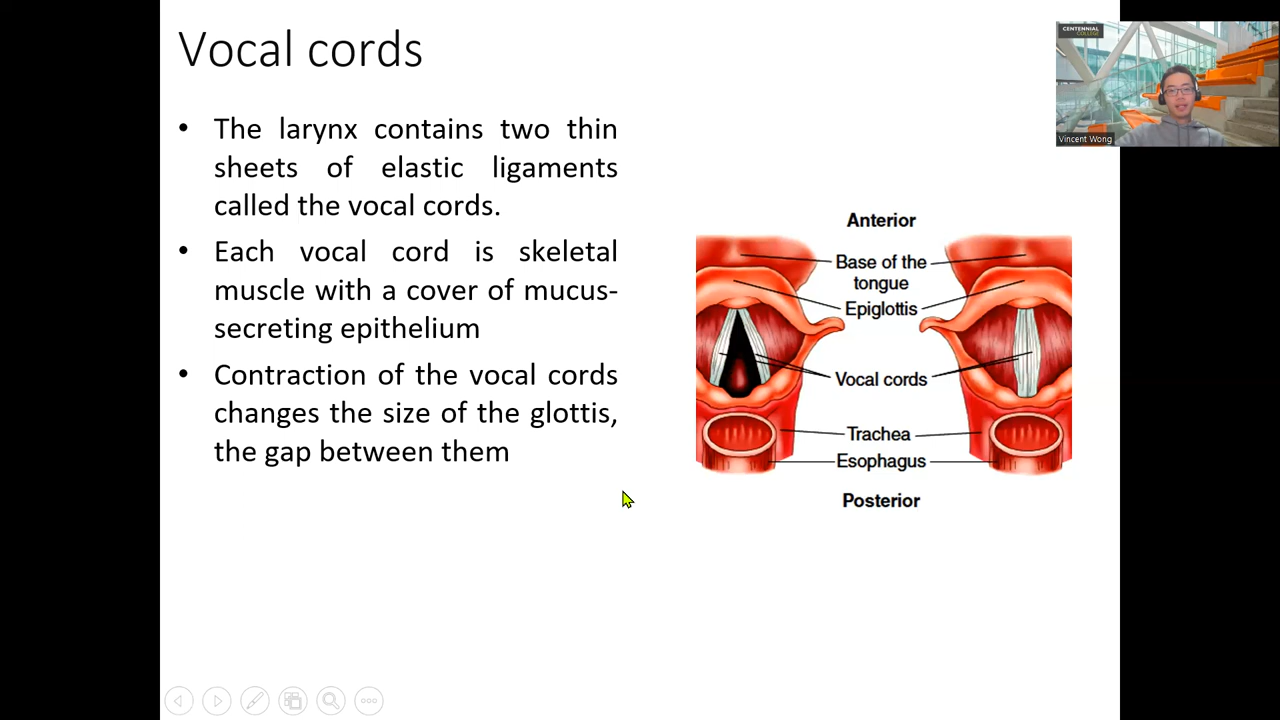 Vocal cords
CENTENNIAL
COLLEGE
Vincent Wong
• The larynx contains two thin
sheets of elastic ligaments
called the vocal cords.
• Each vocal cord is skeletal
muscle with a cover of mucus-
secreting epithelium
• Contraction of the vocal cords
changes the size of the glottis,
the gap between them
Anterior
Base of the
tongue
Epiglottis
Vocal cords
Trachea
Esophagus
Posterior